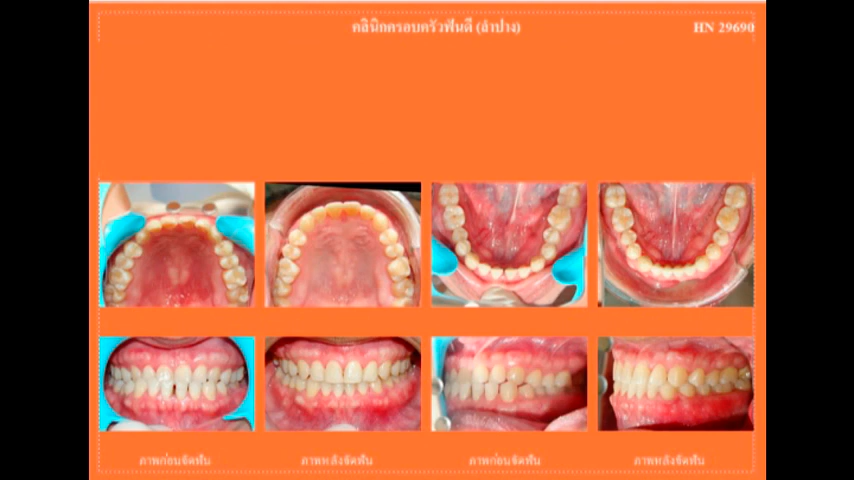 คลินิกครอบครัวฟันดี (ลำปาง)
HN 29690
ภาพก่อนจัดฟัน
ภาพหลังจัดฟัน
ภาพก่อนจัดฟัน
ภาพหลังจัดฟัน